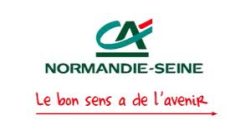 CA
NORMANDIE-SEINE
Le bon sens a de l'avenir